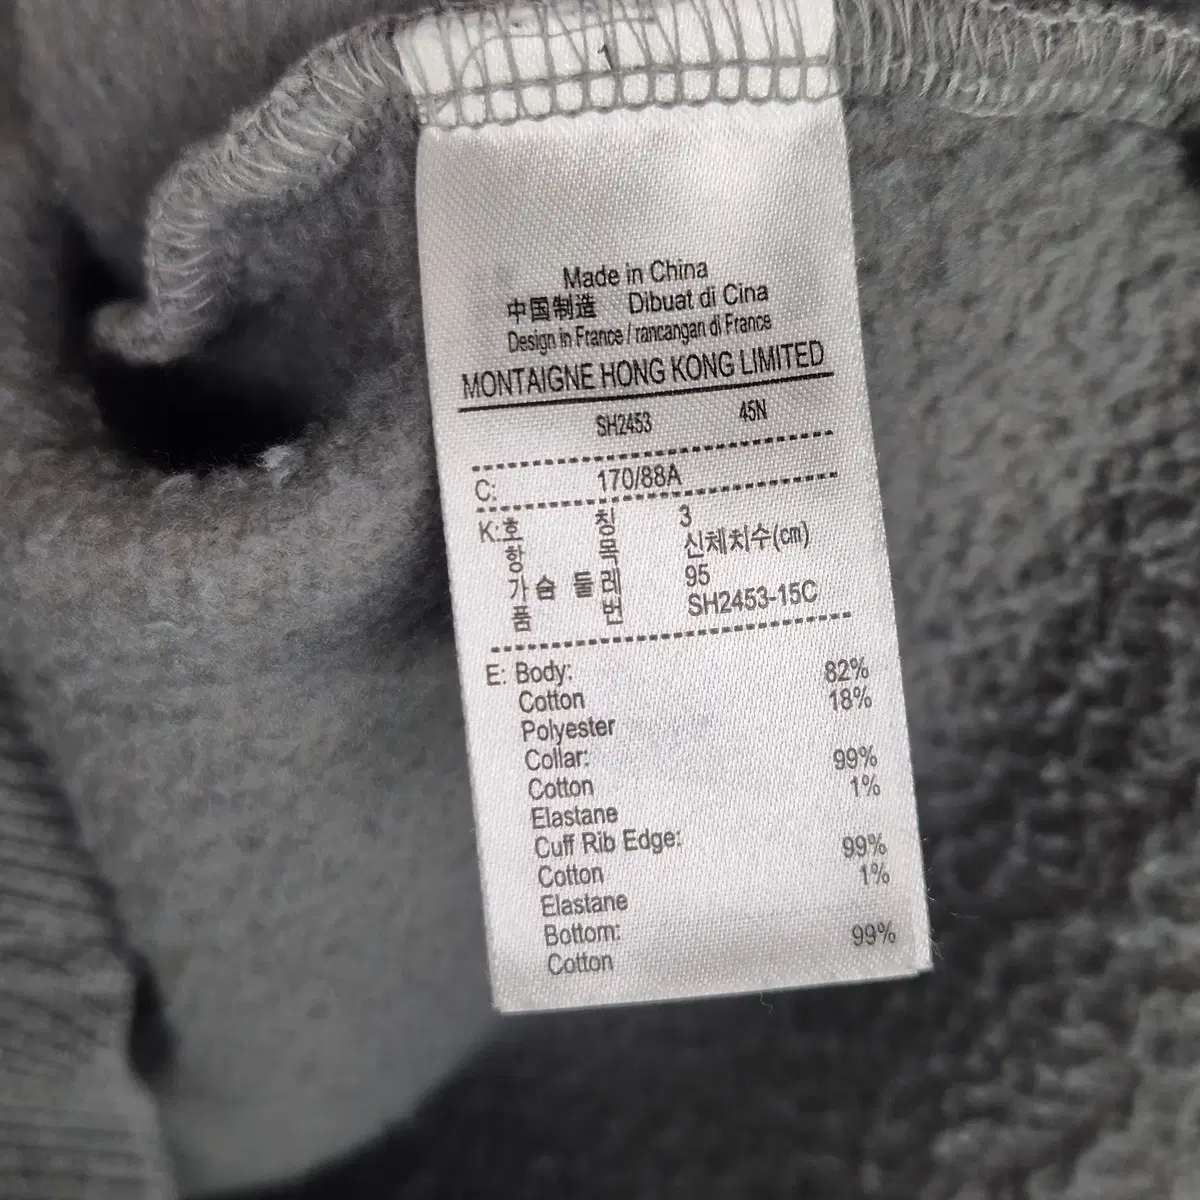 Made in China
中国制造 Dibuat di Cina
Design in France / rancangan di France
MONTAIGNE HONG KONG LIMITED
SH2453 45N
C: 170/88A
K:호 칭 3
항 목 신체치수(cm)
가 슴 둘 레 95
품 번 SH2453-15C
E: Body: 82%
Cotton 18%
Polyester
Collar: 99%
Cotton 1%
Elastane
Cuff Rib Edge: 99%
Cotton 1%
Elastane
Bottom: 99%
Cotton